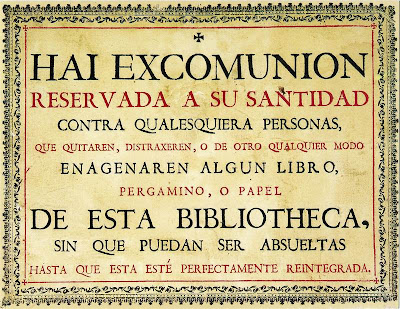 HAI EXCOMUNION
RESERVADA A SU SANTIDAD
CONTRA QUALESQUIERA PERSONAS,
QUE QUITAREN, DISTRAXEREN, O DE OTRO QUALQUIER MODO
ENAGENAREN ALGUN LIBRO,
PERGAMINO, O PAPEL
DE ESTA BIBLIOTHECA,
SIN QUE PUEDAN SER ABSUELTAS
HASTA QUE ESTA ESTÉ PERFECTAMENTE REINTEGRADA.